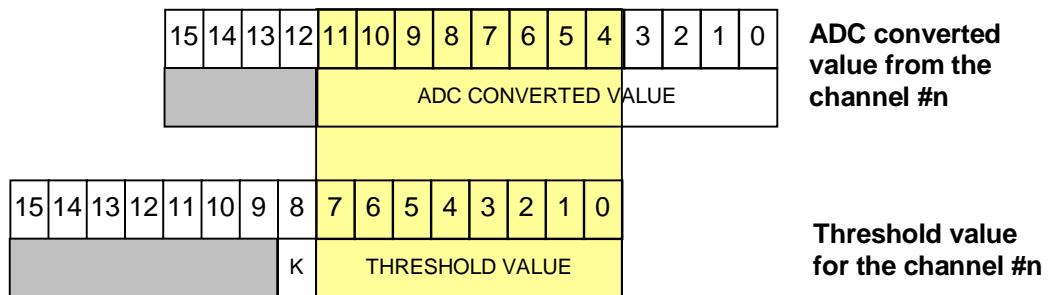 15 14 13 12 11 10 9 8 7 6 5 4 3 2 1 0
ADC CONVERTED VALUE
ADC converted
value from the
channel #n
15 14 13 12 11 10 9 8 7 6 5 4 3 2 1 0
K THRESHOLD VALUE
Threshold value
for the channel #n